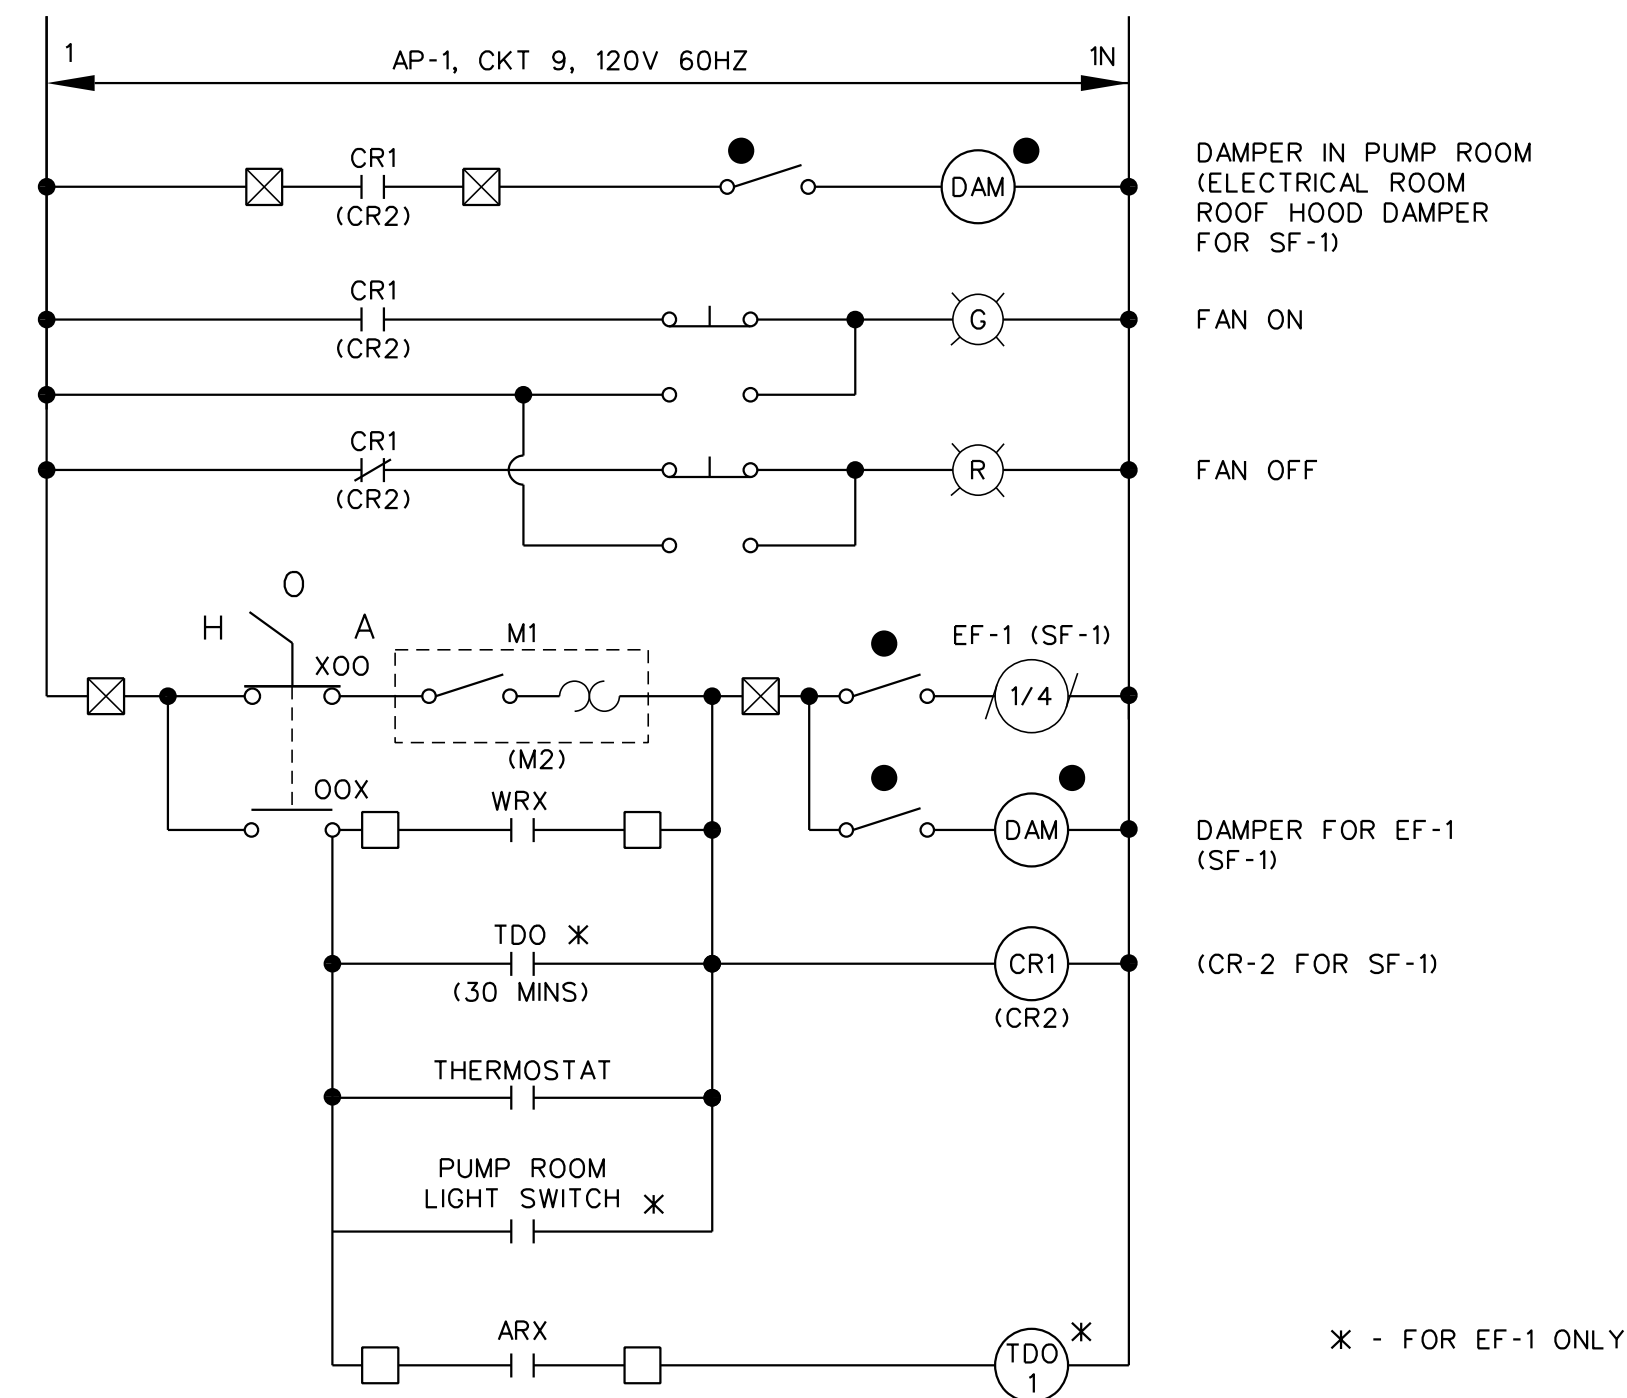 1
AP-1, CKT 9, 120V 60HZ
1N
CR1
(CR2)
DAM
DAMPER IN PUMP ROOM
(ELECTRICAL ROOM
ROOF HOOD DAMPER
FOR SF-1)
CR1
(CR2)
G
FAN ON
CR1
(CR2)
R
FAN OFF
H
O
A
XOO
M1
(M2)
EF-1 (SF-1)
1/4
OOX
WRX
DAM
DAMPER FOR EF-1
(SF-1)
TDO
(30 MINS)
CR1
(CR2)
(CR-2 FOR SF-1)
THERMOSTAT
PUMP ROOM
LIGHT SWITCH
ARX
TDO
1
- FOR EF-1 ONLY